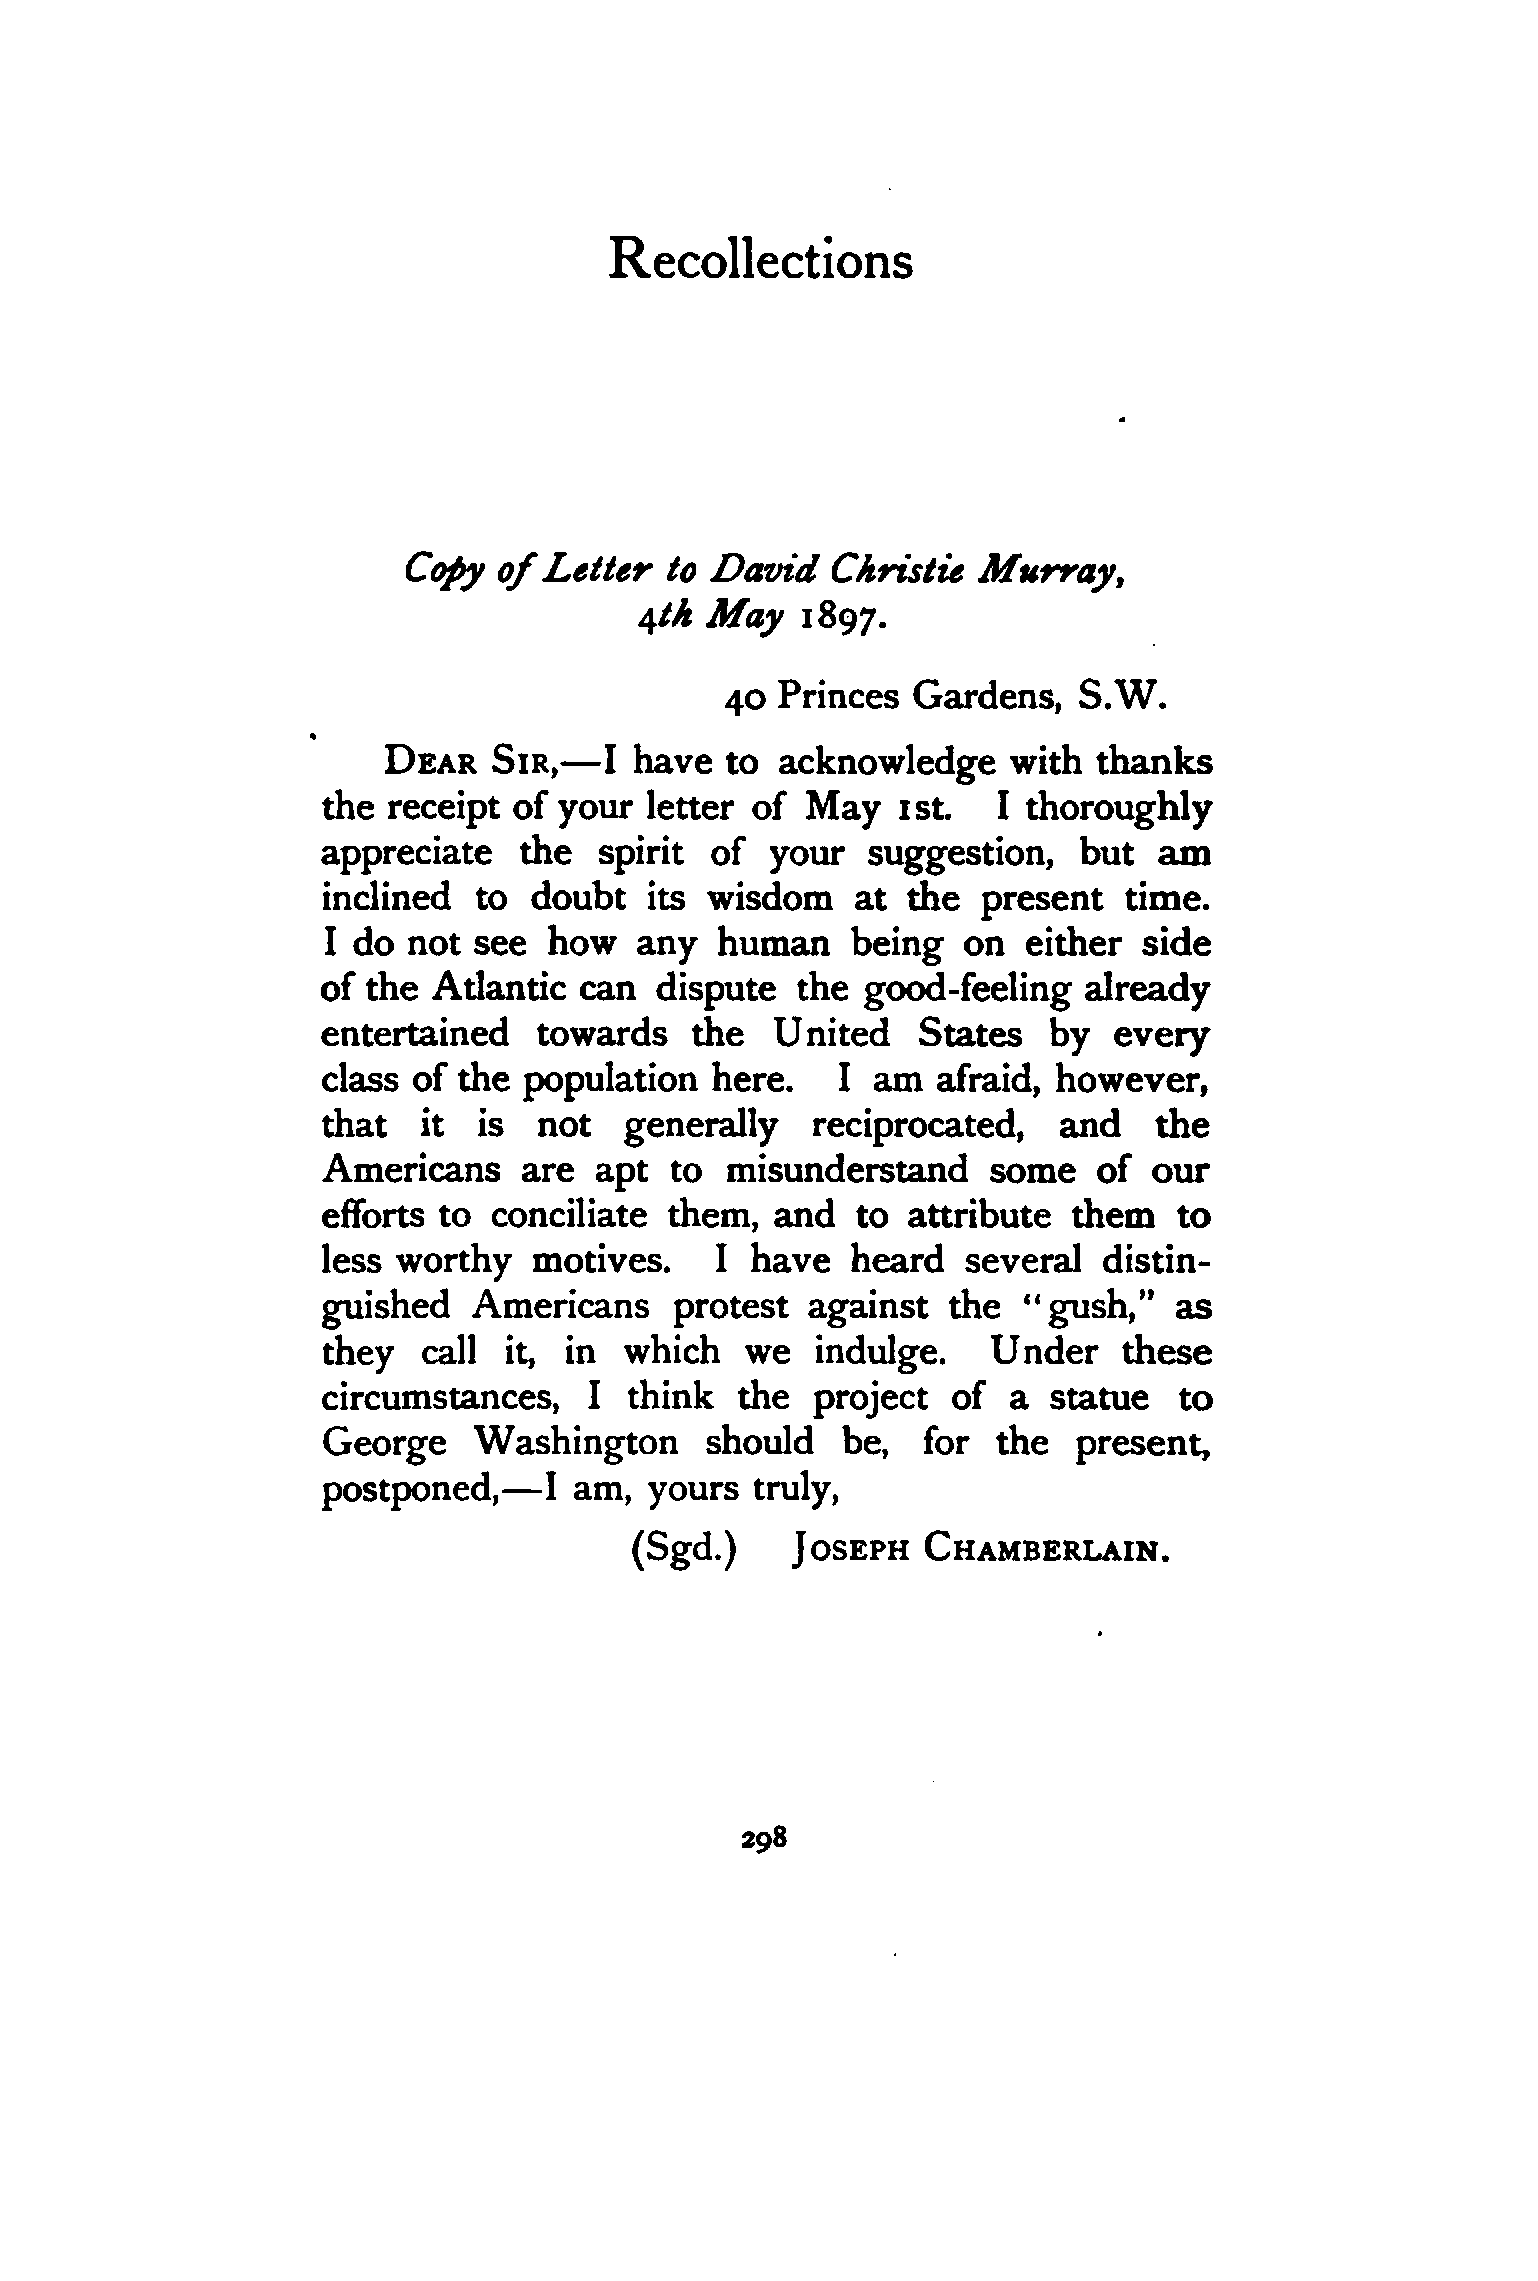 Recollections
Copy of Letter to David Christie Murray,
4th May 1897.
40 Princes Gardens, S.W.
Dear Sir,—I have to acknowledge with thanks
the receipt of your letter of May 1st. I thoroughly
appreciate the spirit of your suggestion, but am
inclined to doubt its wisdom at the present time.
I do not see how any human being on either side
of the Atlantic can dispute the good-feeling already
entertained towards the United States by every
class of the population here. I am afraid, however,
that it is not generally reciprocated, and the
Americans are apt to misunderstand some of our
efforts to conciliate them, and to attribute them to
less worthy motives. I have heard several distin-
guished Americans protest against the "gush," as
they call it, in which we indulge. Under these
circumstances, I think the project of a statue to
George Washington should be, for the present,
postponed,—I am, yours truly,
(Sgd.) Joseph Chamberlain.
298